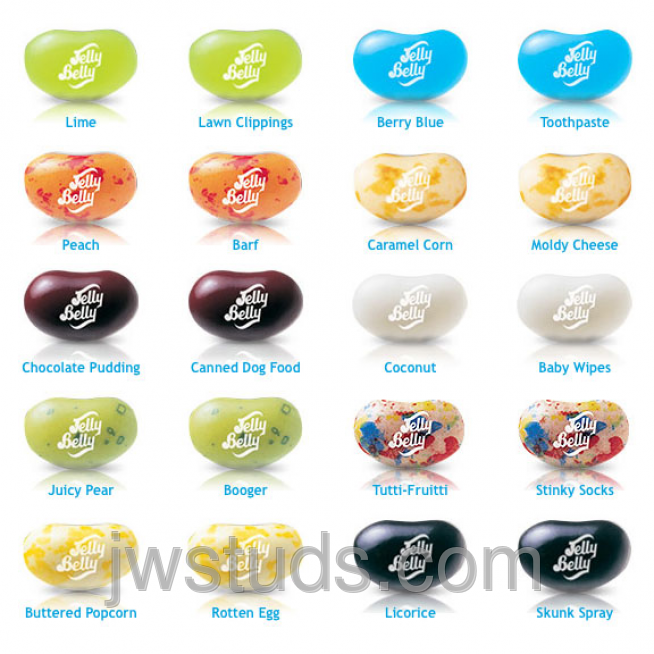 Jelly Belly Jelly Belly Jelly Belly Jelly Belly
Lime Lawn Clippings Berry Blue Toothpaste
Jelly Belly Jelly Belly Jelly Belly Jelly Belly
Peach Barf Caramel Corn Moldy Cheese
Jelly Belly Jelly Belly Jelly Belly Jelly Belly
Chocolate Pudding Canned Dog Food Coconut Baby Wipes
Jelly Belly Jelly Belly Jelly Belly Jelly Belly
Juicy Pear Booger Tutti-Fruitti Stinky Socks
Jelly Belly Jelly Belly Jelly Belly Jelly Belly
jwstuds.com
Buttered Popcorn Rotten Egg Licorice Skunk Spray